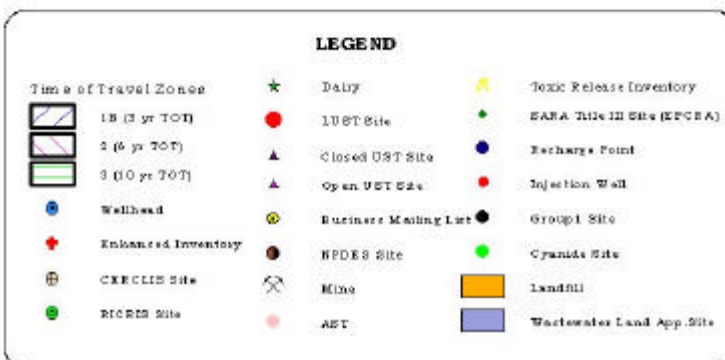 LEGEND
Time of Travel Zones
1B (3 yr TOT)
2 (6 yr TOT)
3 (10 yr TOT)
Wellhead
Enhanced Inventory
CERCLIS Site
RICRIS Site
Dairy
LUST Site
Closed UST Site
Open UST Site
Business Mailing List
NPDES Site
Mine
AST
Toxic Release Inventory
SARA Title III Site (EPCRA)
Recharge Point
Injection Well
Group1 Site
Cyanide Site
Landfill
Wastewater Land App. Site